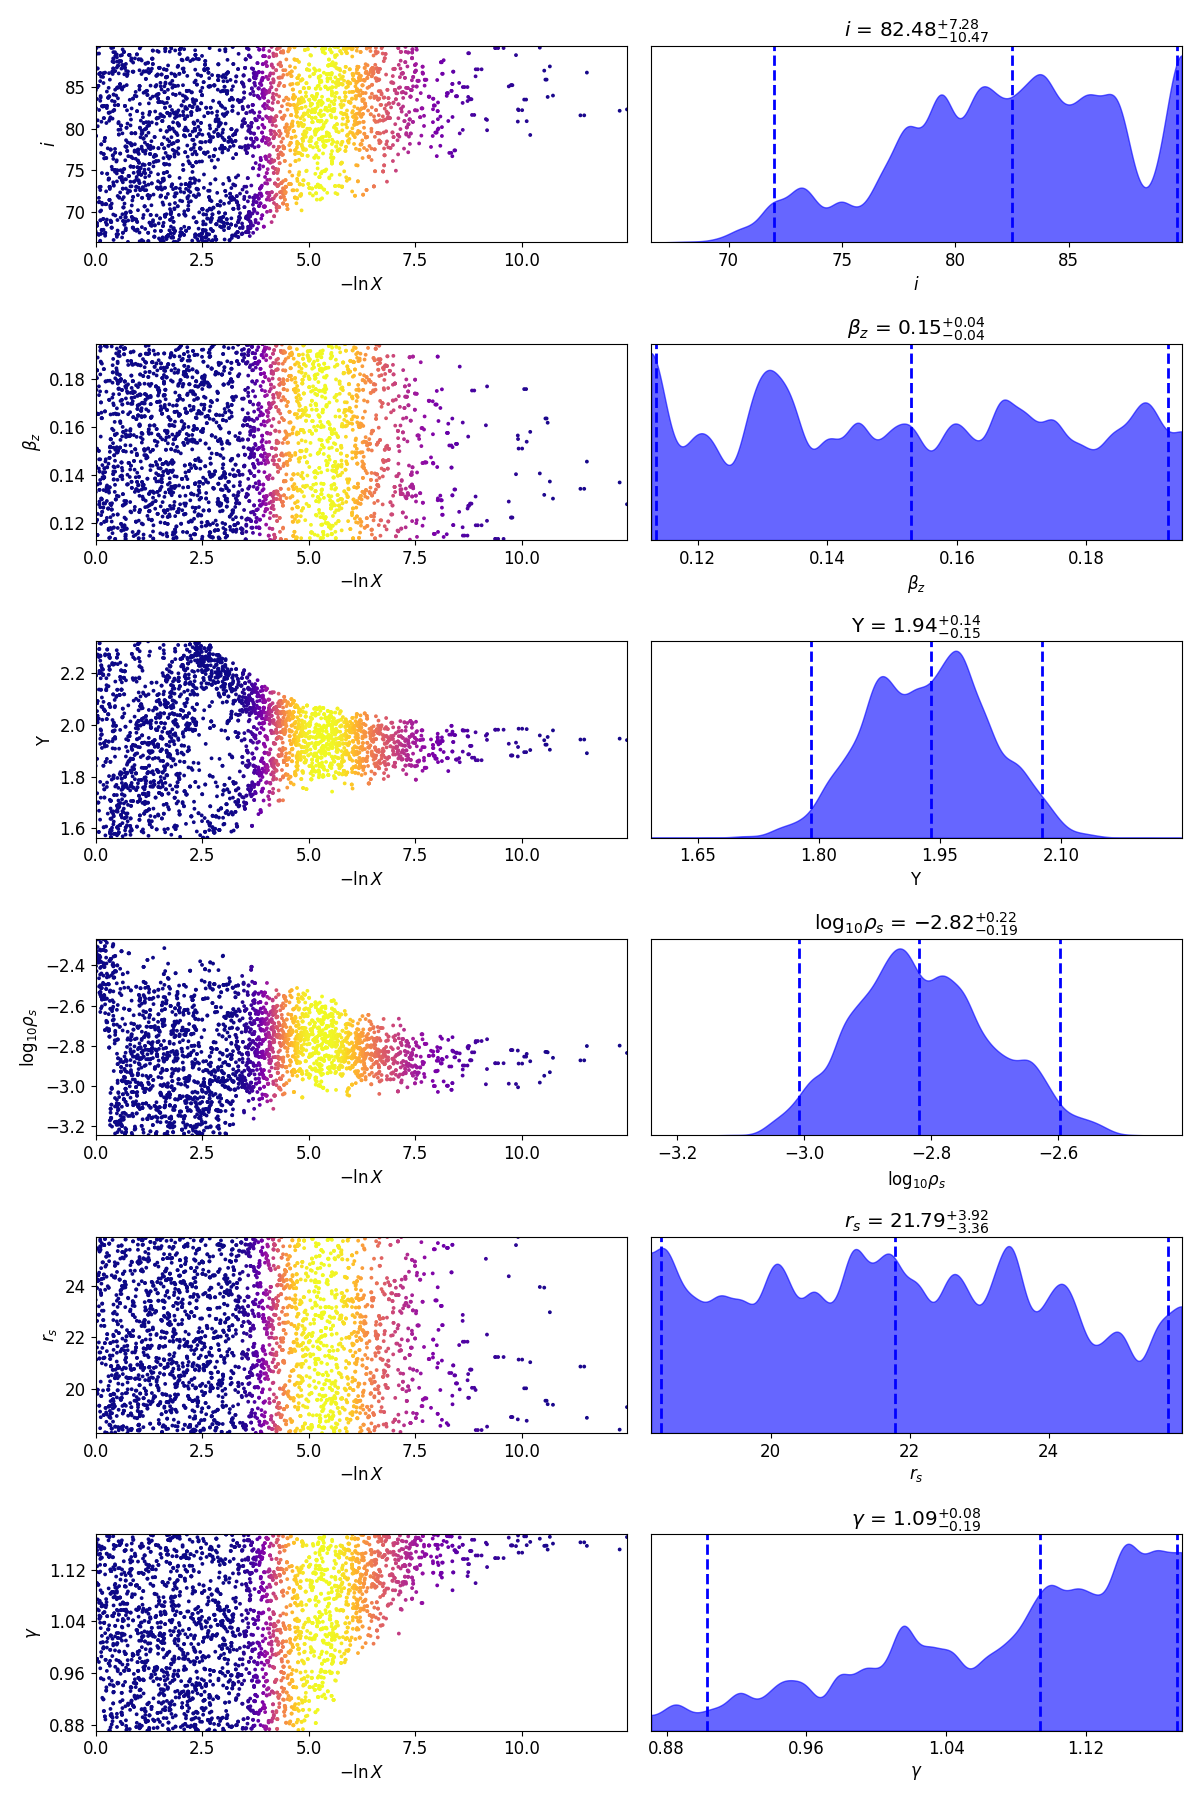 i = 82.48+7.28−10.47
85
80
75
70
i
0.0 2.5 5.0 7.5 10.0
−ln X
70 75 80 85
i
βz = 0.15+0.04−0.04
0.18
0.16
0.14
0.12
βz
0.0 2.5 5.0 7.5 10.0
−ln X
0.12 0.14 0.16 0.18
βz
Y = 1.94+0.14−0.15
2.2
2.0
1.8
1.6
Y
0.0 2.5 5.0 7.5 10.0
−ln X
1.65 1.80 1.95 2.10
Y
log10ρs = −2.82+0.22−0.19
−2.4
−2.6
−2.8
−3.0
−3.2
log10ρs
0.0 2.5 5.0 7.5 10.0
−ln X
−3.2 −3.0 −2.8 −2.6
log10ρs
rs = 21.79+3.92−3.36
24
22
20
rs
0.0 2.5 5.0 7.5 10.0
−ln X
20 22 24
rs
γ = 1.09+0.08−0.19
1.12
1.04
0.96
0.88
γ
0.0 2.5 5.0 7.5 10.0
−ln X
0.88 0.96 1.04 1.12
γ